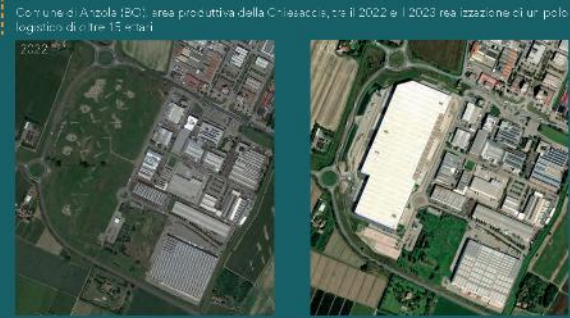 Comune di Anzola (BO), area produttiva della Chiesaccia, tra il 2022 e il 2023 realizzazione di un polo
logistico di oltre 15 ettari
2022